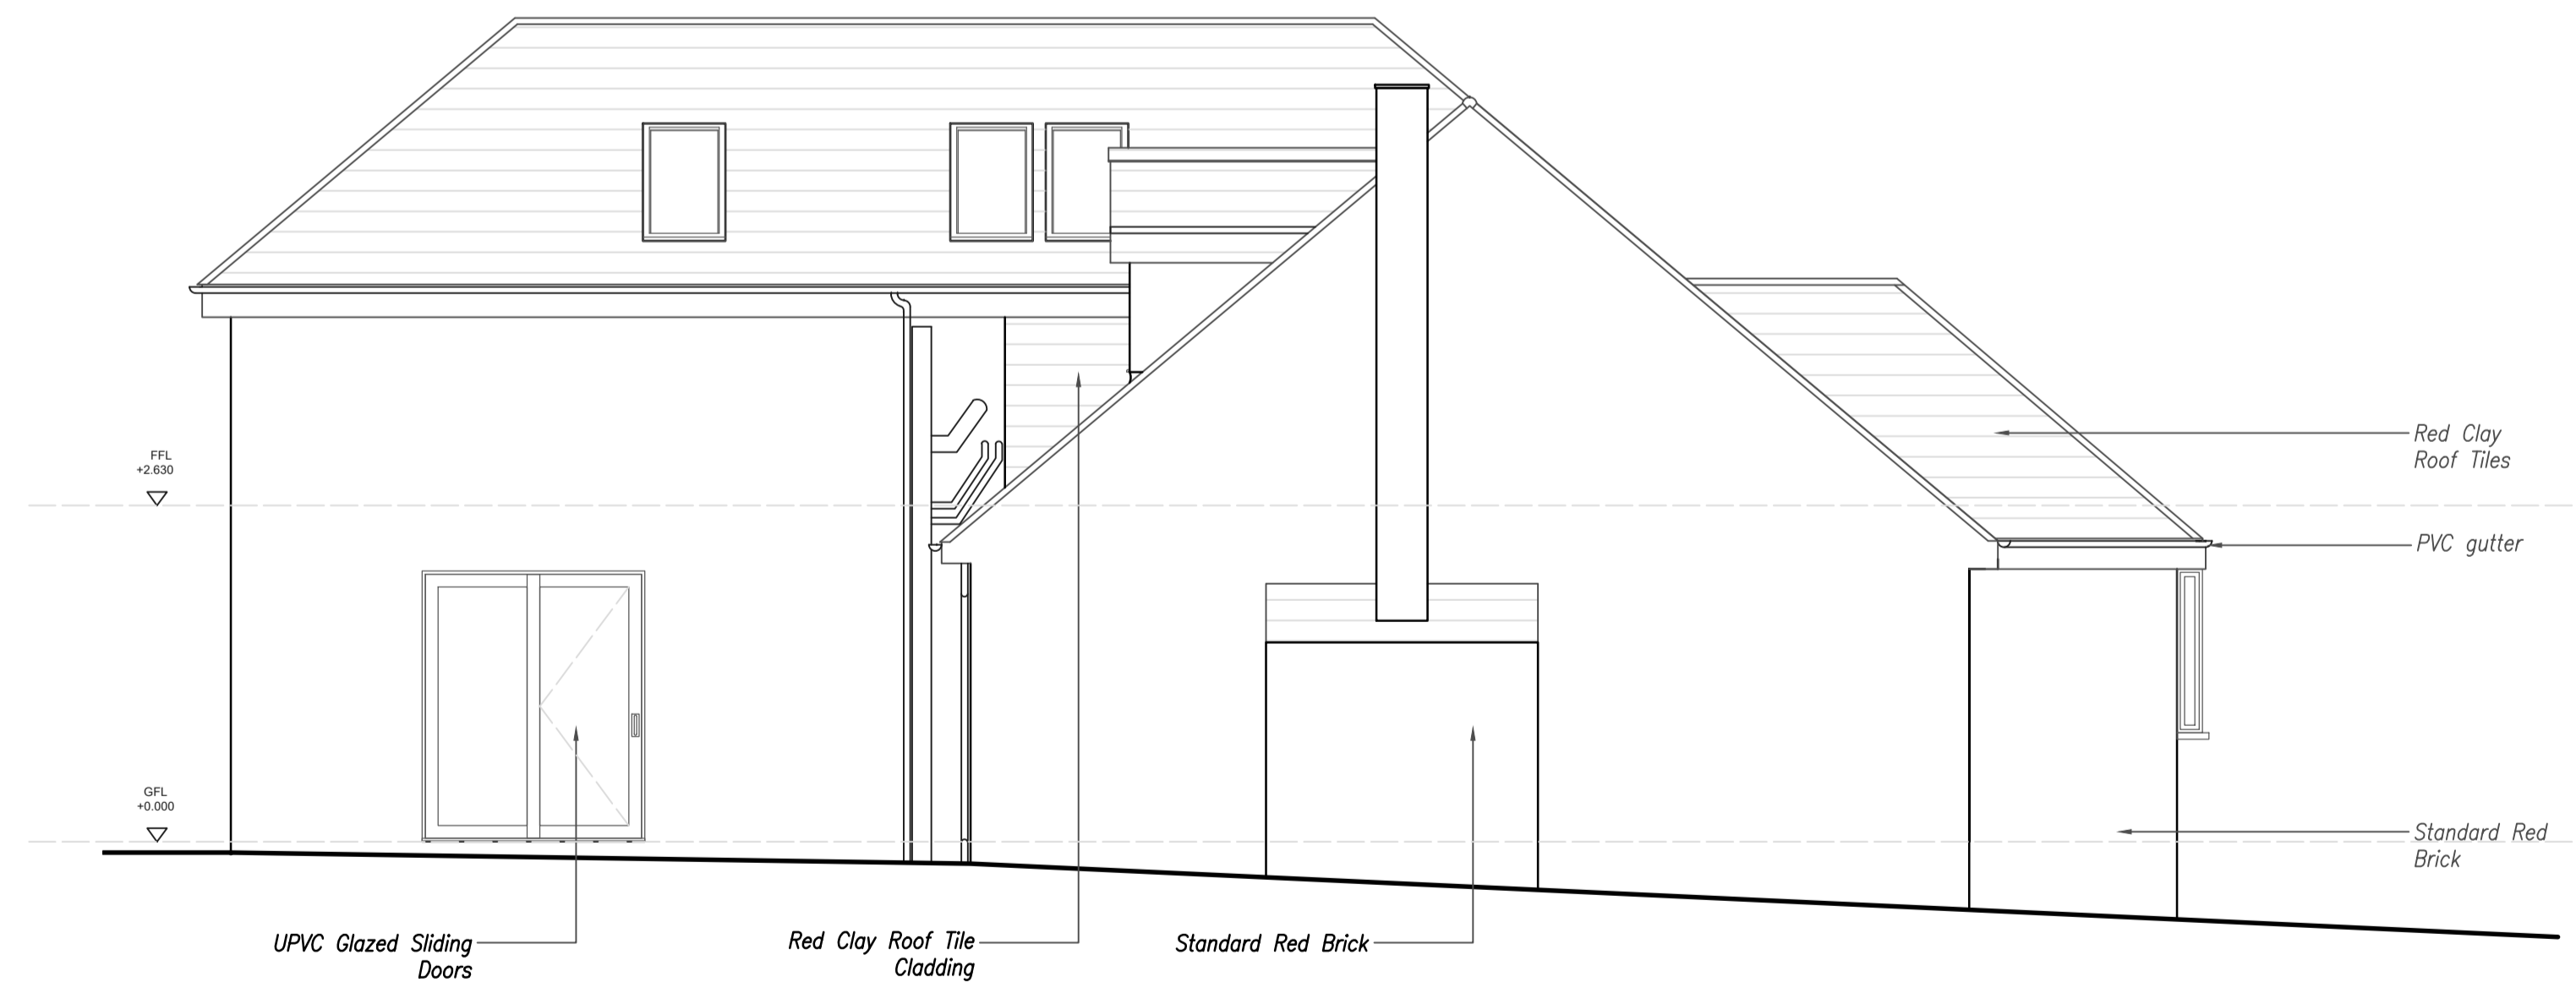 FFL
+2.630
Red Clay
Roof Tiles
PVC gutter
GFL
+0.000
Standard Red
Brick
UPVC Glazed Sliding
Doors
Red Clay Roof Tile
Cladding
Standard Red Brick